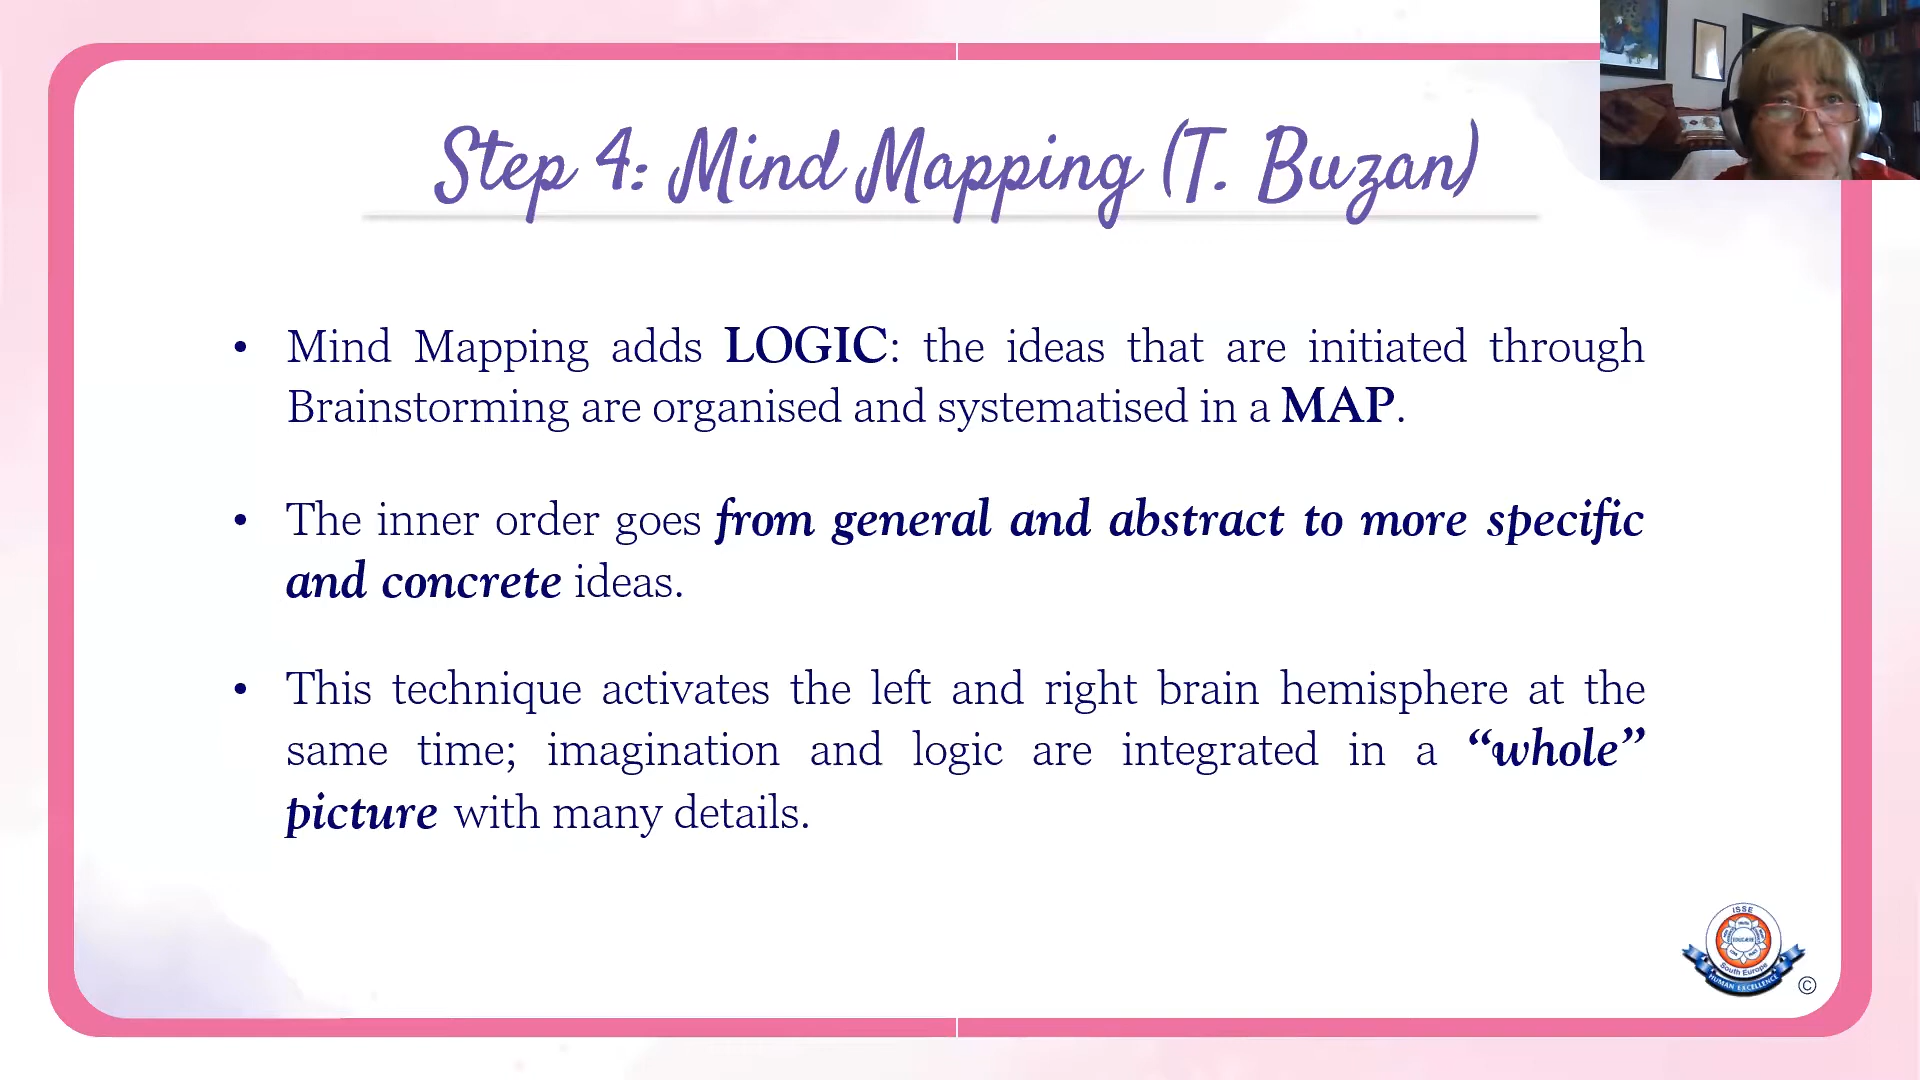 Step 4: Mind Mapping (T. Buzan)
• Mind Mapping adds LOGIC: the ideas that are initiated through
Brainstorming are organised and systematised in a MAP.
• The inner order goes from general and abstract to more specific
and concrete ideas.
• This technique activates the left and right brain hemisphere at the
same time; imagination and logic are integrated in a “whole”
picture with many details.
ISSE
EDUCARE
South Europe
HUMAN EXCELLENCE
©